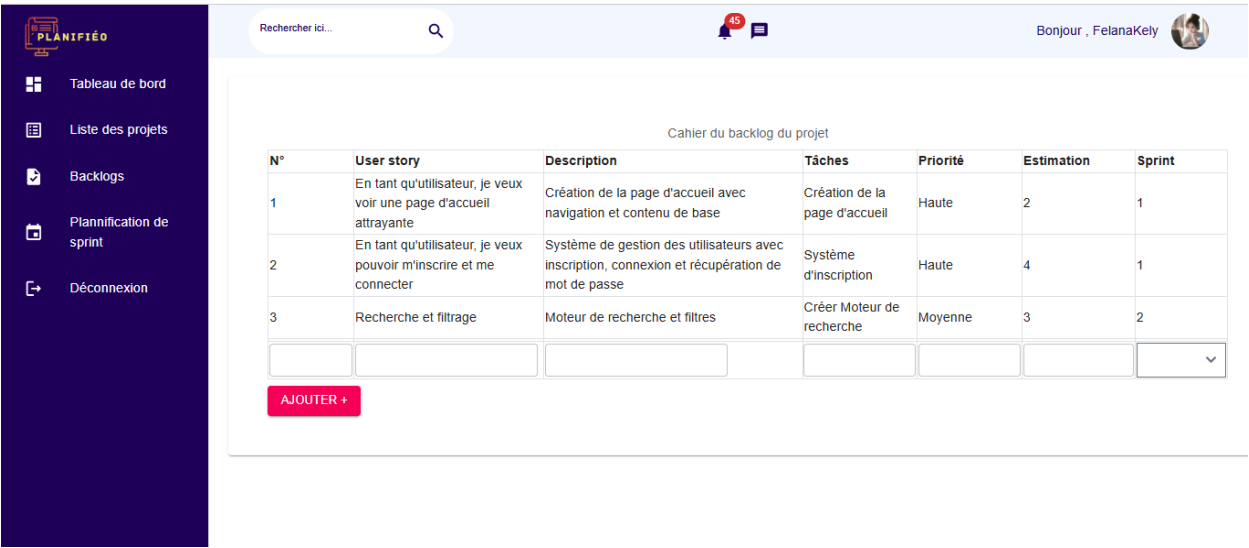 PLANIFIÉO
Rechercher ici...
45
Bonjour , FelanaKely
Tableau de bord
Liste des projets
Backlogs
Plannification de
sprint
Déconnexion
Cahier du backlog du projet
N° User story Description Tâches Priorité Estimation Sprint
1
En tant qu'utilisateur, je veux
voir une page d'accueil
attrayante
Création de la page d'accueil avec
navigation et contenu de base
Création de la
page d'accueil
Haute
2
1
2
En tant qu'utilisateur, je veux
pouvoir m'inscrire et me
connecter
Système de gestion des utilisateurs avec
inscription, connexion et récupération de
mot de passe
Système
d'inscription
Haute
4
1
3
Recherche et filtrage
Moteur de recherche et filtres
Créer Moteur de
recherche
Moyenne
3
2
AJOUTER +